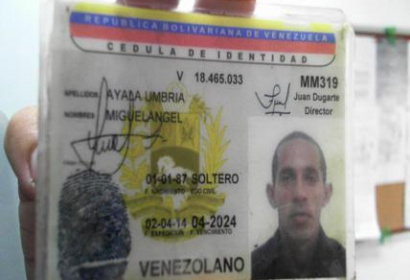 REPUBLICA BOLIVARIANA DE VENEZUELA
CEDULA DE IDENTIDAD
V 18.465.033
MM319
APELLIDOS AYALA UMBRIA
Juan Dugarte
Director
NOMBRES MIGUELANGEL
01-01-87 SOLTERO
F. NACIMIENTO EDO CIVIL
02-04-14 04-2024
F. EXPEDICION F. VENCIMIENTO
VENEZOLANO